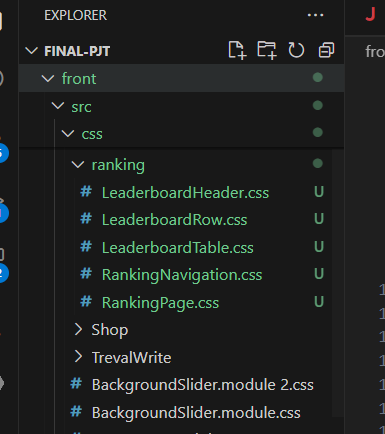 EXPLORER
FINAL-PJT
front
src
css
ranking
LeaderboardHeader.css U
LeaderboardRow.css U
LeaderboardTable.css U
RankingNavigation.css U
RankingPage.css U
Shop
TrevalWrite
BackgroundSlider.module 2.css
BackgroundSlider.module.css